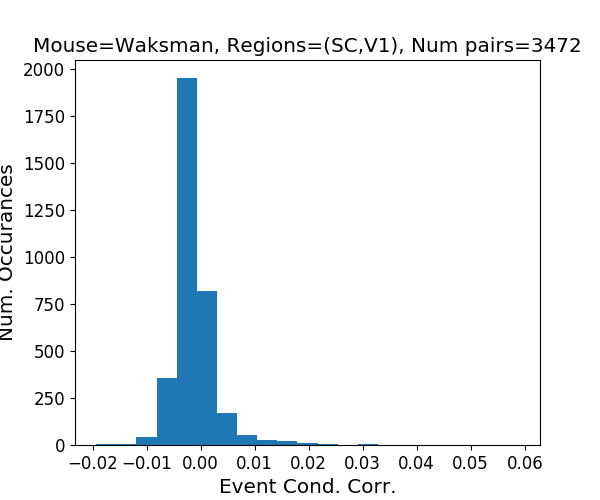 Mouse=Waksman, Regions=(SC,V1), Num pairs=3472
2000
1750
1500
1250
1000
750
500
250
0
Num. Occurances
−0.02 −0.01 0.00 0.01 0.02 0.03 0.04 0.05 0.06
Event Cond. Corr.